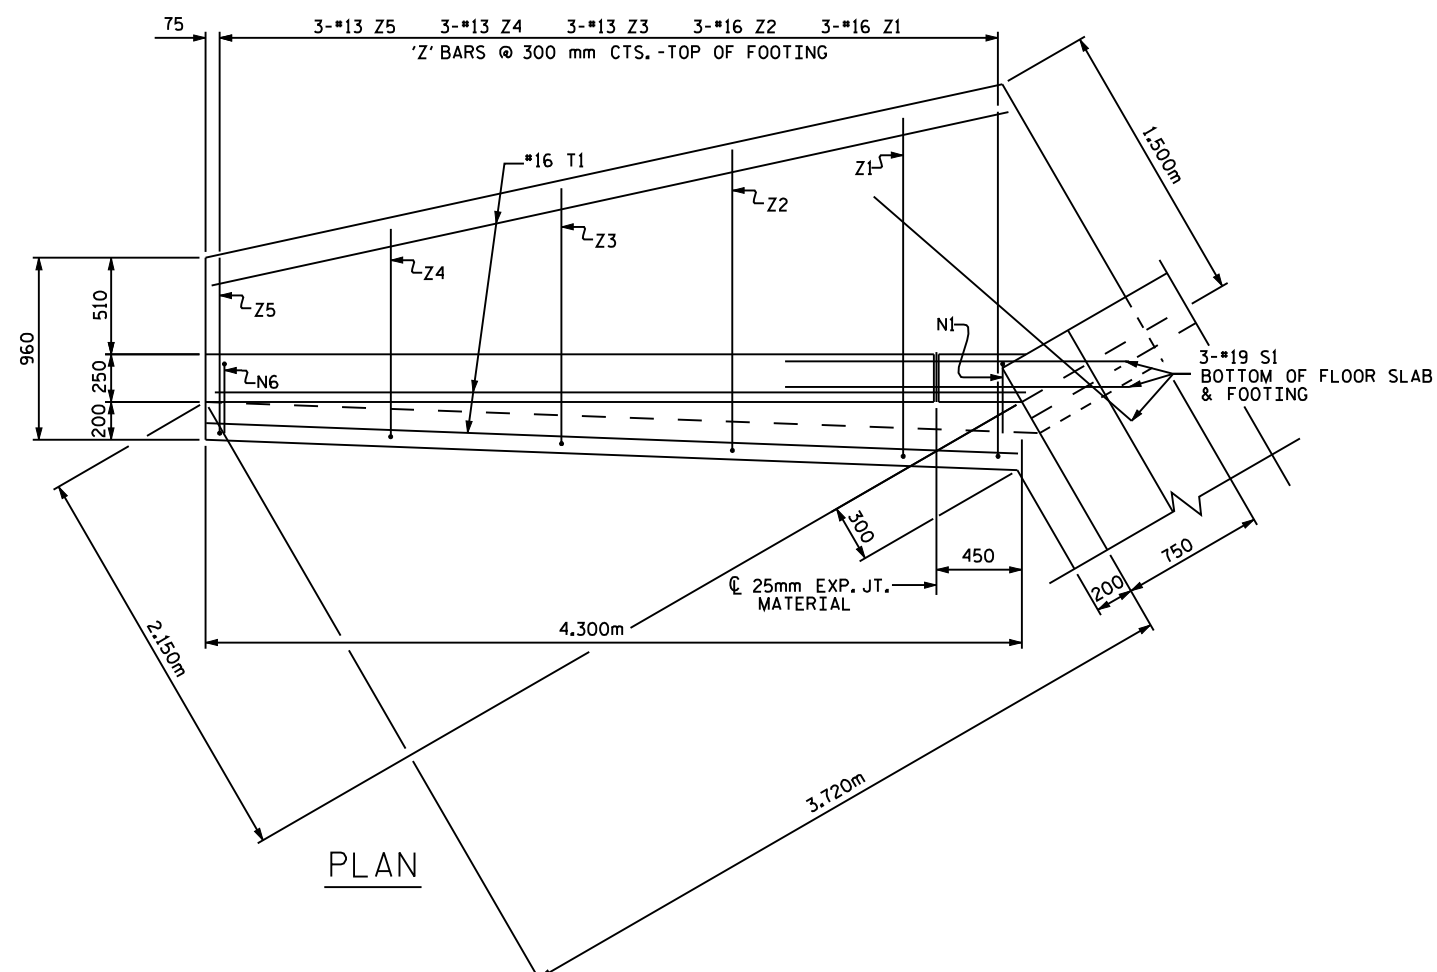 75
3-#13 Z5 3-#13 Z4 3-#13 Z3 3-#16 Z2 3-#16 Z1
'Z' BARS @ 300 mm CTS. -TOP OF FOOTING
1.500m
#16 T1
Z1
Z2
Z3
Z4
Z5
510
960
250
200
N6
N1
3-#19 S1
BOTTOM OF FLOOR SLAB
& FOOTING
300
450
750
200
℄ 25mm EXP. JT.
MATERIAL
4.300m
2.150m
3.720m
PLAN